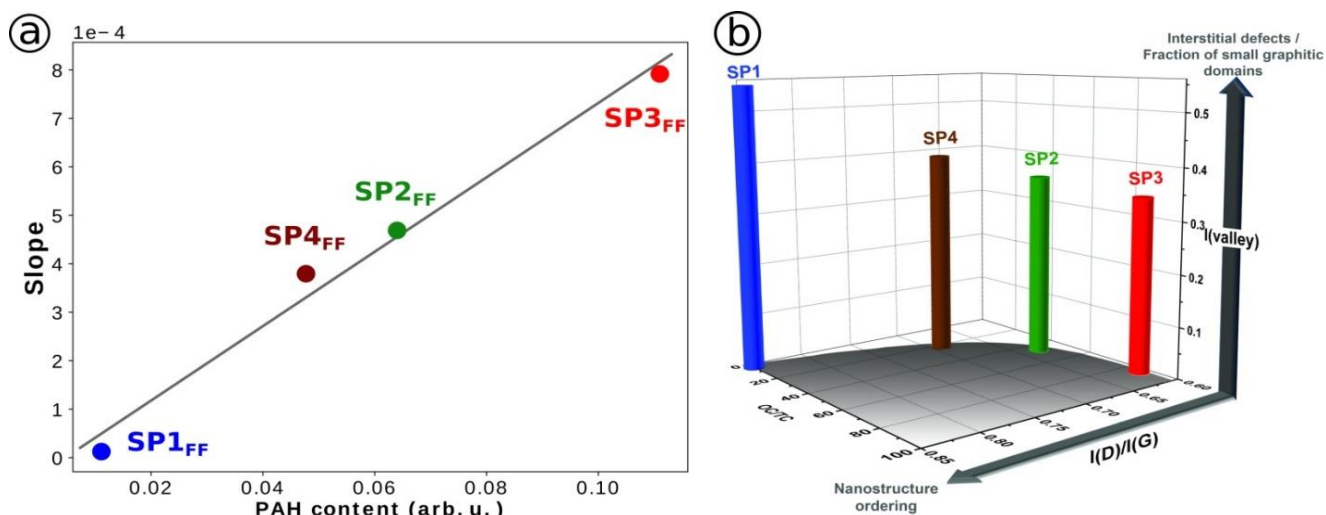 a
1e−4
8
7
6
5
4
3
2
1
0
Slope
SP1FF
SP4FF
SP2FF
SP3FF
0.02
0.04
0.06
0.08
0.10
PAH content (arb. u.)
b
Interstitial defects /
Fraction of small graphitic
domains
SP1
SP4
SP2
SP3
0.5
0.4
0.3
I(valley)
0.2
0.1
0
20
40
60
80
100
OC/TC
0.60
0.65
0.70
0.75
0.80
0.85
I(D)/I(G)
Nanostructure
ordering